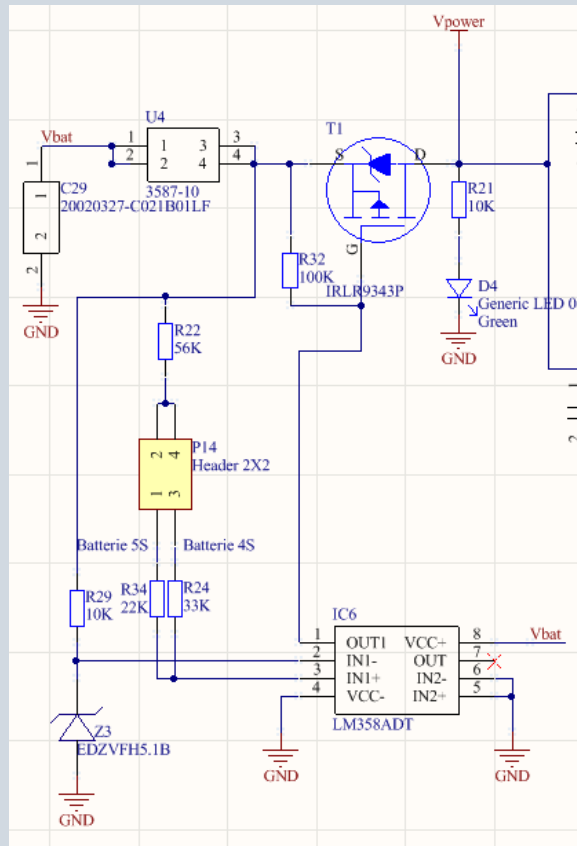 Vpower
U4
T1
Vbat
1
2
1
2
3
4
3
4
S
D
1
C29
1
3587-10
20020327-C021B01LF
R21
10K
2
R32
100K
G
2
IRLR9343P
D4
Generic LED 0
Green
GND
R22
56K
GND
1
2
P14
Header 2X2
2
4
1
3
Batterie 5S
Batterie 4S
R34
22K
R24
33K
R29
10K
IC6
1
OUT1
VCC+
8
Vbat
2
IN1-
OUT
7
3
IN1+
IN2-
6
4
VCC-
IN2+
5
LM358ADT
Z3
EDZVFH5.1B
GND
GND
GND